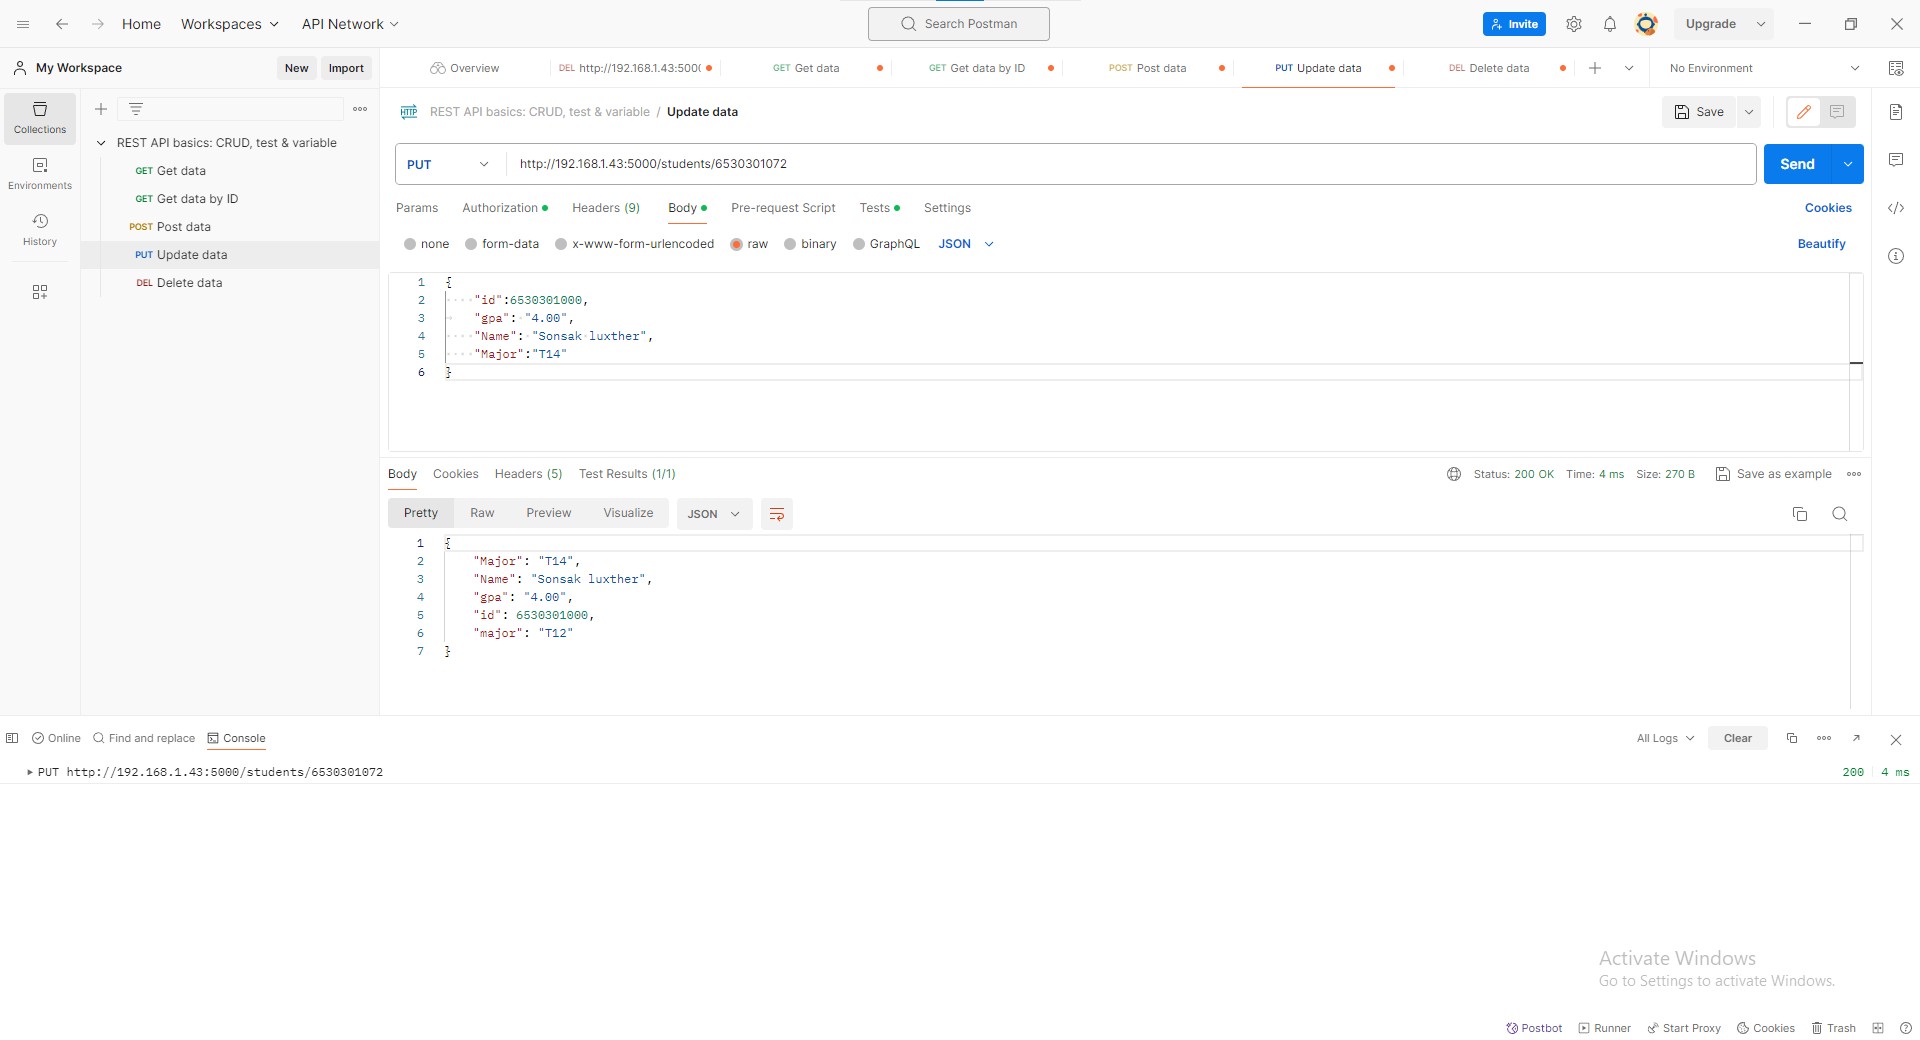 Home Workspaces API Network Search Postman Invite Upgrade
My Workspace New Import Overview DEL http://192.168.1.43:500( GET Get data GET Get data by ID POST Post data PUT Update data DEL Delete data No Environment
Collections
Environments
History
REST API basics: CRUD, test & variable
GET Get data
GET Get data by ID
POST Post data
PUT Update data
DEL Delete data
HTTP REST API basics: CRUD, test & variable / Update data Save
PUT http://192.168.1.43:5000/students/6530301072 Send
Params Authorization Headers (9) Body Pre-request Script Tests Settings Cookies
none form-data x-www-form-urlencoded raw binary GraphQL JSON Beautify
1 {
2 "id":6530301000,
3 "gpa": "4.00",
4 "Name": "Sonsak luxther",
5 "Major":"T14"
6 }
Body Cookies Headers (5) Test Results (1/1) Status: 200 OK Time: 4 ms Size: 270 B Save as example
Pretty Raw Preview Visualize JSON
1 {
2 "Major": "T14",
3 "Name": "Sonsak luxther",
4 "gpa": "4.00",
5 "id": 6530301000,
6 "major": "T12"
7 }
Online Find and replace Console All Logs Clear
PUT http://192.168.1.43:5000/students/6530301072 200 4 ms
Activate Windows
Go to Settings to activate Windows.
Postbot Runner Start Proxy Cookies Trash